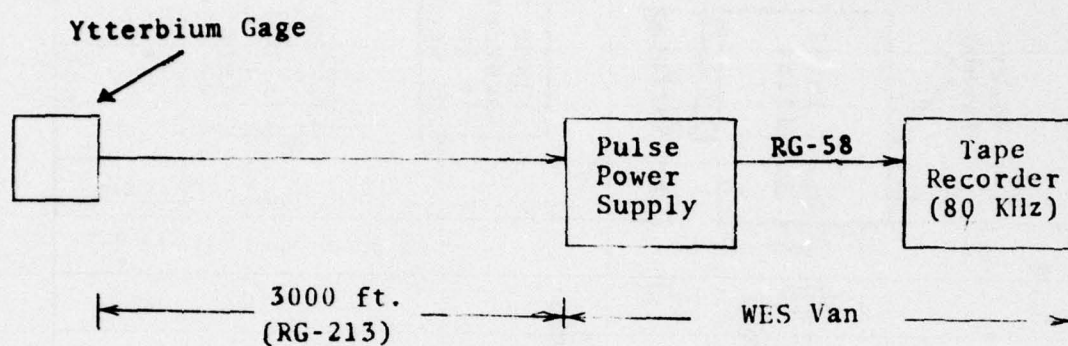 Ytterbium Gage
Pulse
Power
Supply
RG-58
Tape
Recorder
(80 KHz)
3000 ft.
(RG-213)
WES Van